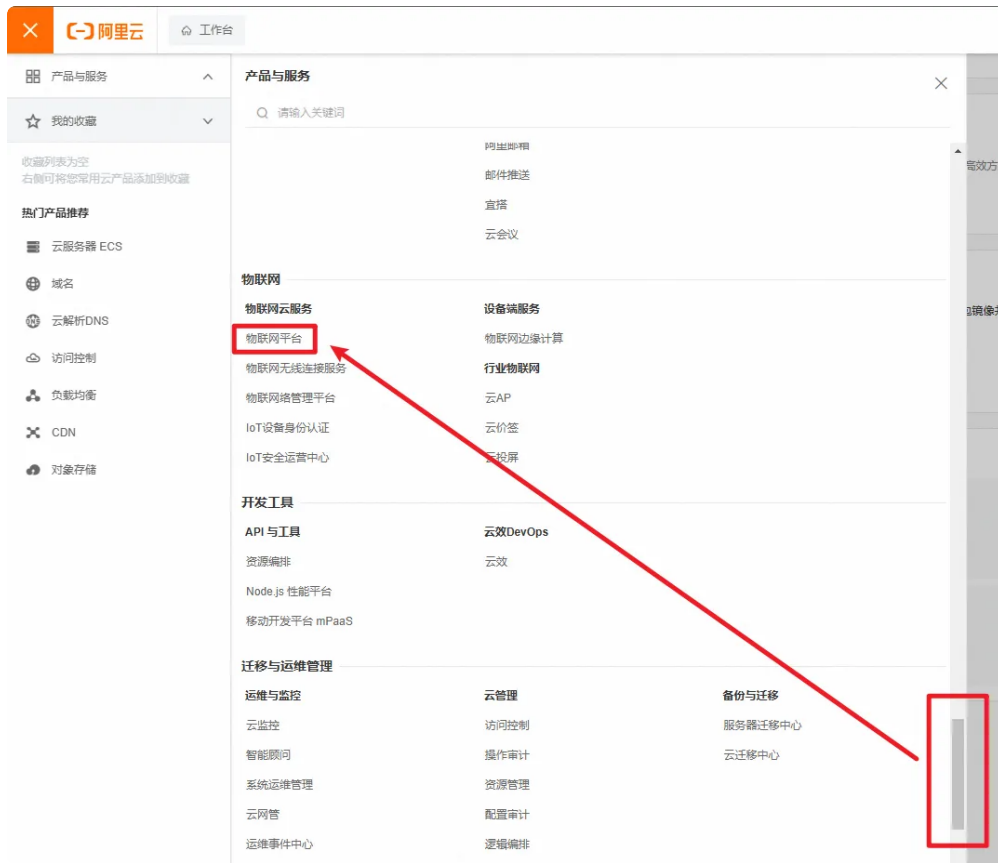 阿里云
工作台
产品与服务
我的收藏
收藏列表为空
右侧可将您常用云产品添加到收藏
热门产品推荐
云服务器 ECS
域名
云解析DNS
访问控制
负载均衡
CDN
对象存储
产品与服务
请输入关键词
阿里邮箱
邮件推送
宜搭
云会议
物联网
物联网云服务
物联网平台
物联网无线连接服务
物联网络管理平台
IoT设备身份认证
IoT安全运营中心
设备端服务
物联网边缘计算
行业物联网
云AP
云价签
云投屏
开发工具
API 与工具
资源编排
Node.js 性能平台
移动开发平台 mPaaS
云效DevOps
云效
迁移与运维管理
运维与监控
云监控
智能顾问
系统运维管理
云网管
运维事件中心
云管理
访问控制
操作审计
资源管理
配置审计
逻辑编排
备份与迁移
服务器迁移中心
云迁移中心
高效方